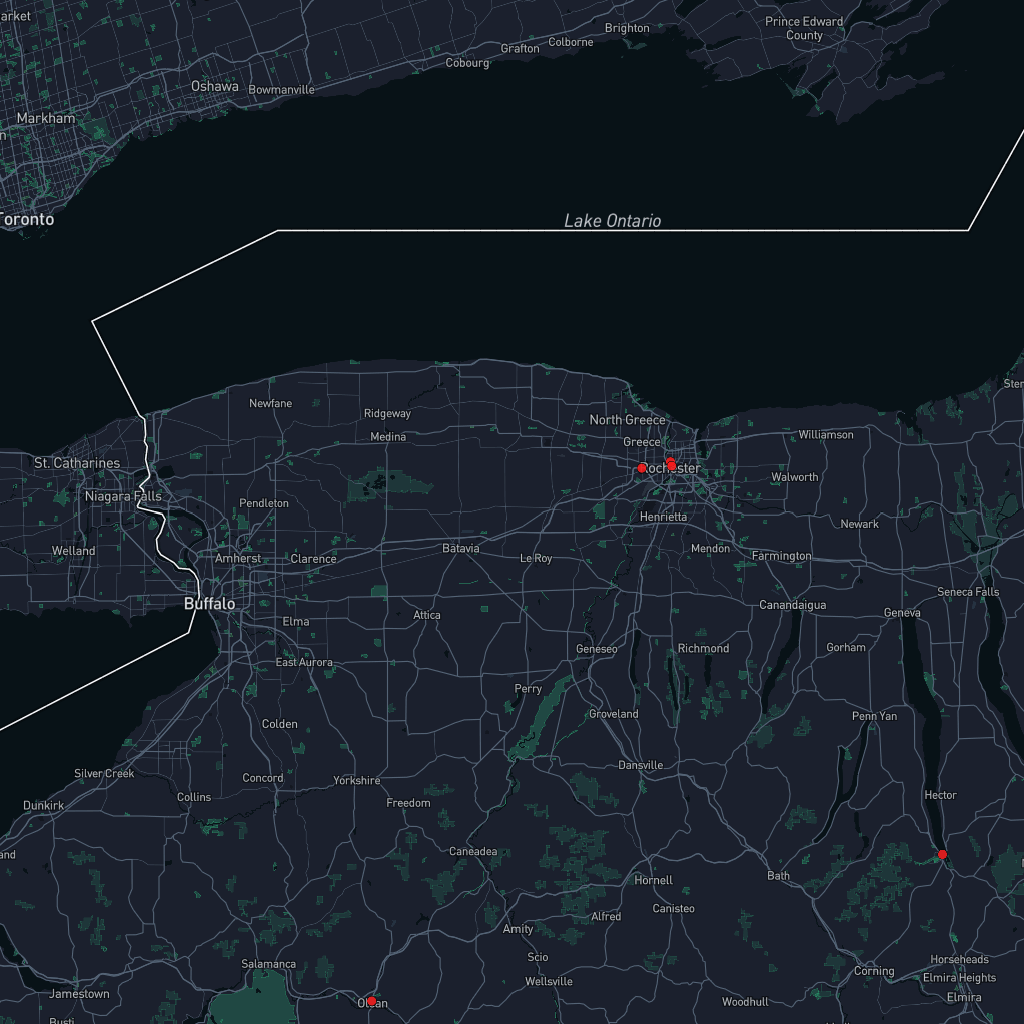 arket
Brighton
Prince Edward
County
Colborne
Grafton
Cobourg
Oshawa
Bowmanville
Markham
n
Toronto
Lake Ontario
Ster
Newfane
Ridgeway
North Greece
Medina
Greece
Williamson
St. Catharines
Rochester
Walworth
Niagara Falls
Pendleton
Henrietta
Newark
Welland
Amherst
Clarence
Batavia
Le Roy
Mendon
Farmington
Seneca Falls
Buffalo
Elma
Attica
Canandaigua
Geneva
East Aurora
Geneseo
Richmond
Gorham
Perry
Colden
Groveland
Penn Yan
Silver Creek
Concord
Yorkshire
Dansville
Dunkirk
Collins
Freedom
Hector
and
Caneadea
Hornell
Bath
Canisteo
Alfred
Amity
Salamanca
Scio
Horseheads
Corning
Elmira Heights
Jamestown
Wellsville
Olean
Woodhull
Elmira
Busti